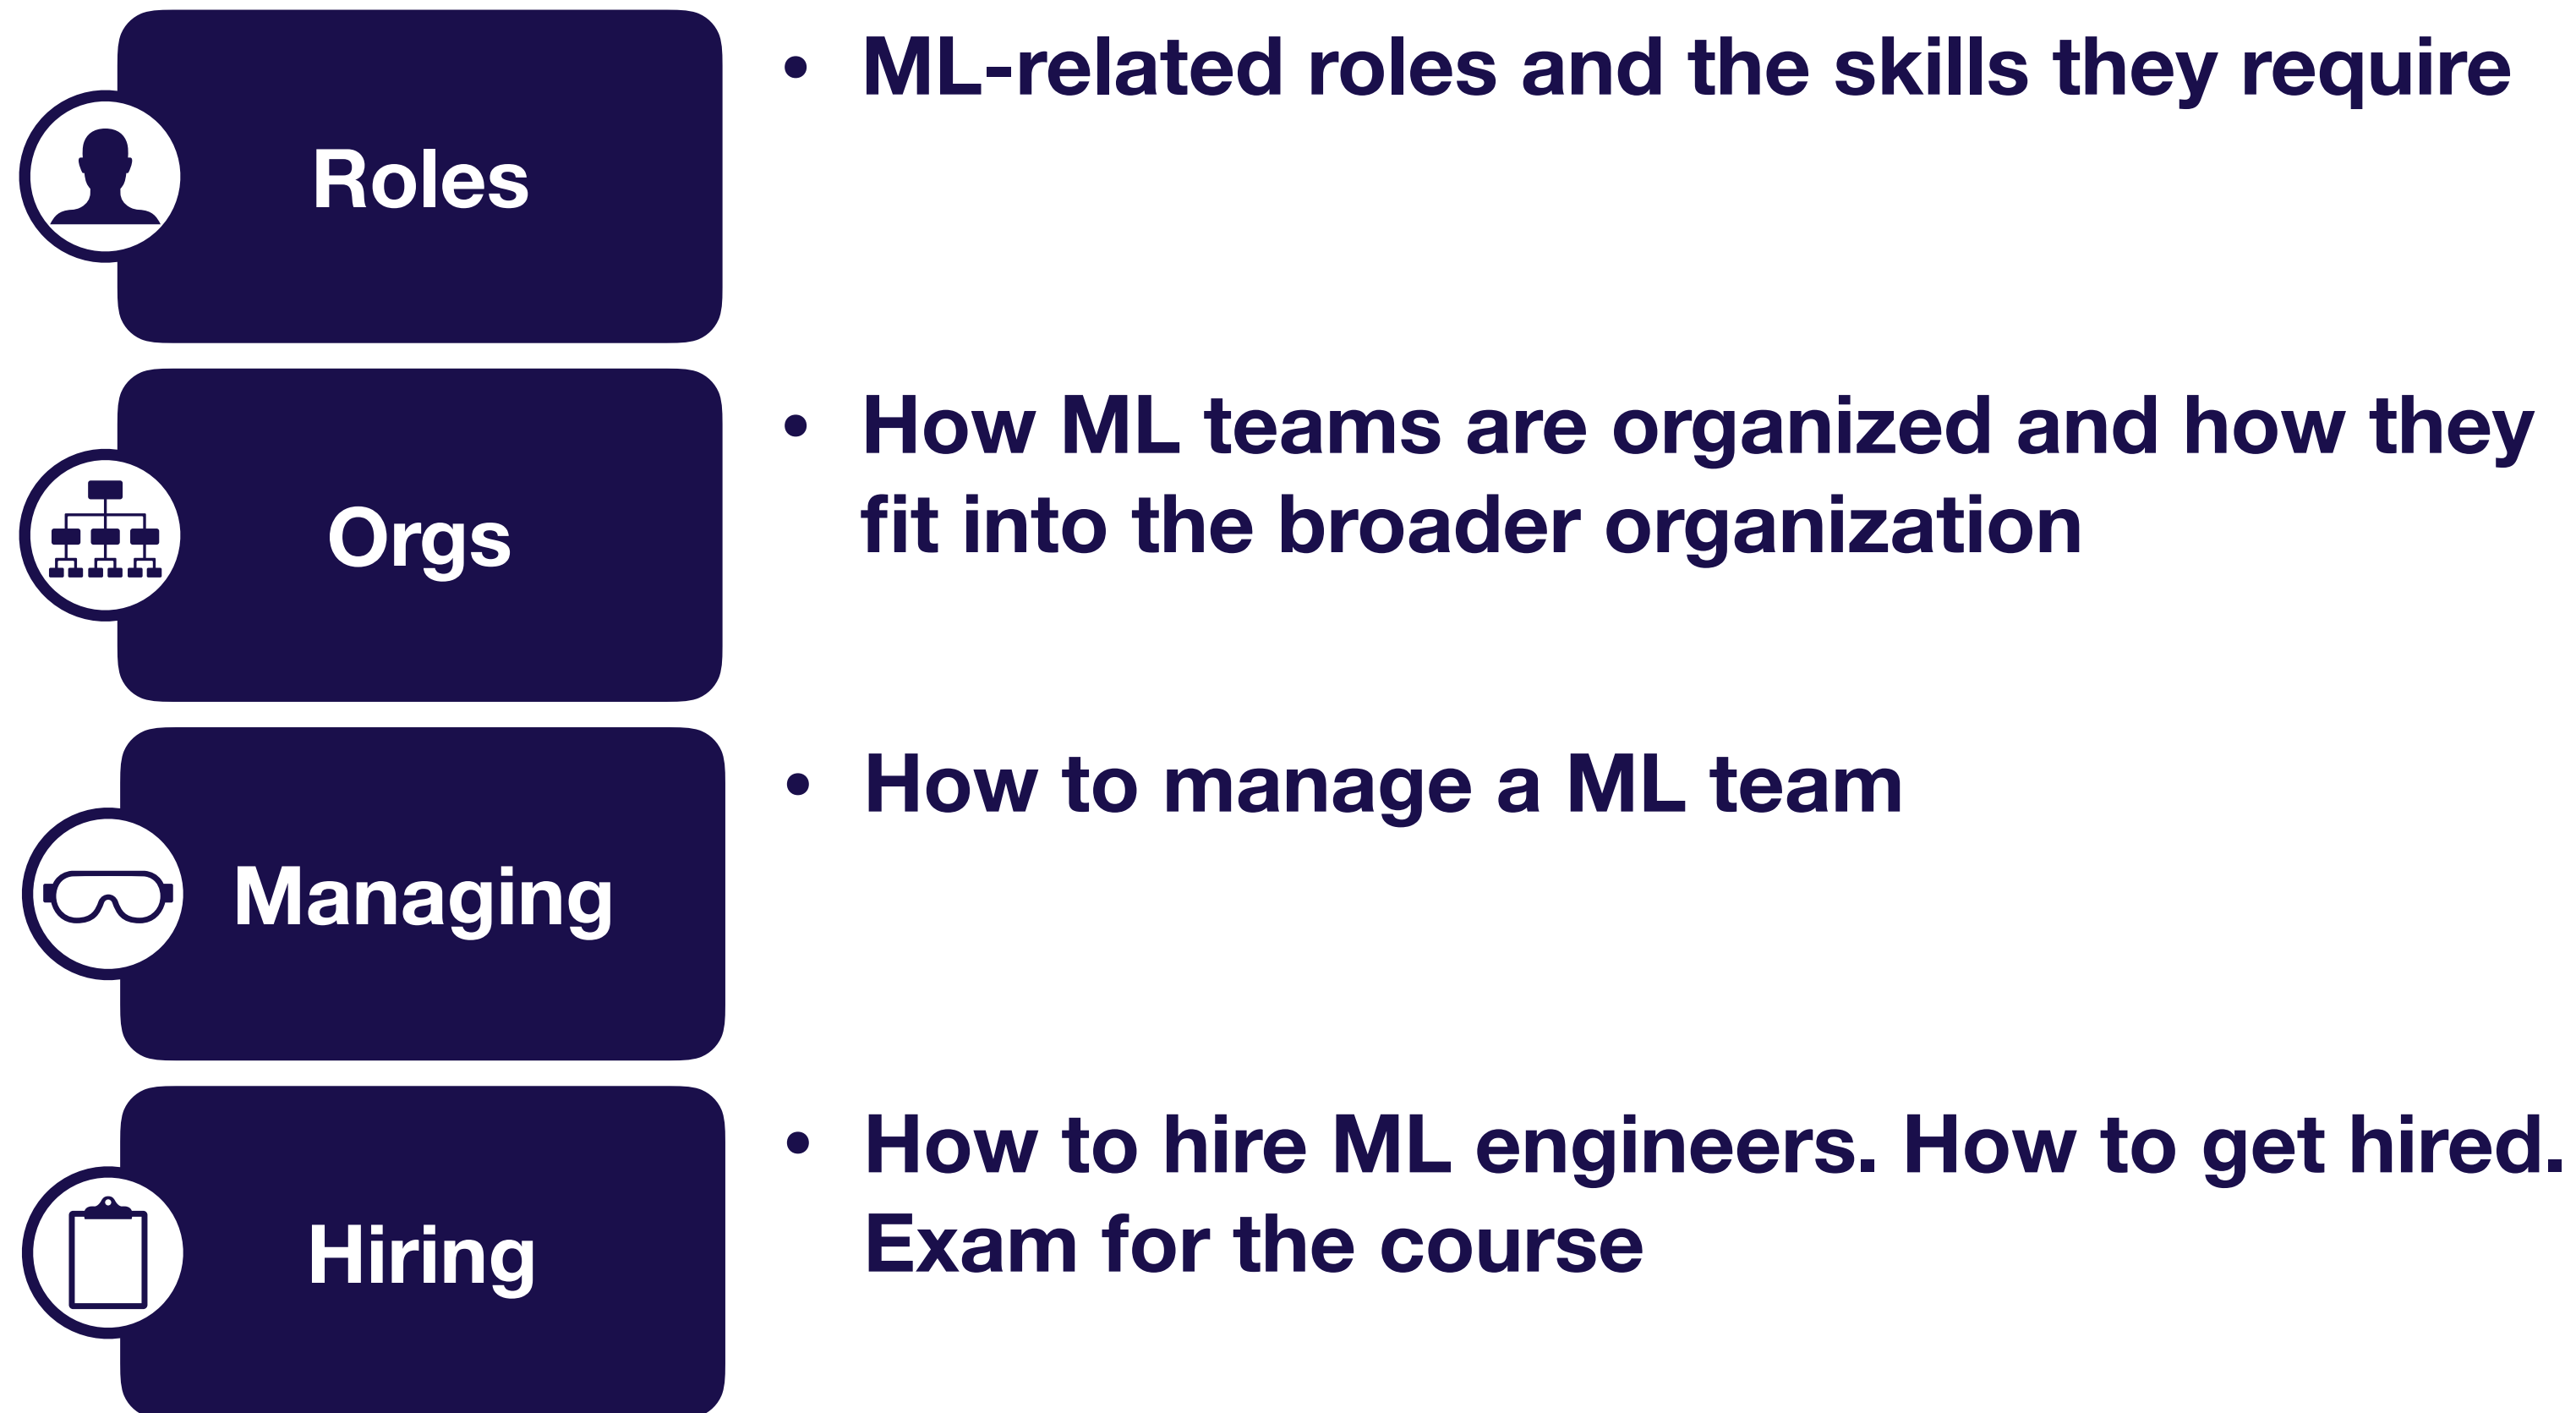 Roles
• ML-related roles and the skills they require
Orgs
• How ML teams are organized and how they
fit into the broader organization
Managing
• How to manage a ML team
Hiring
• How to hire ML engineers. How to get hired.
Exam for the course